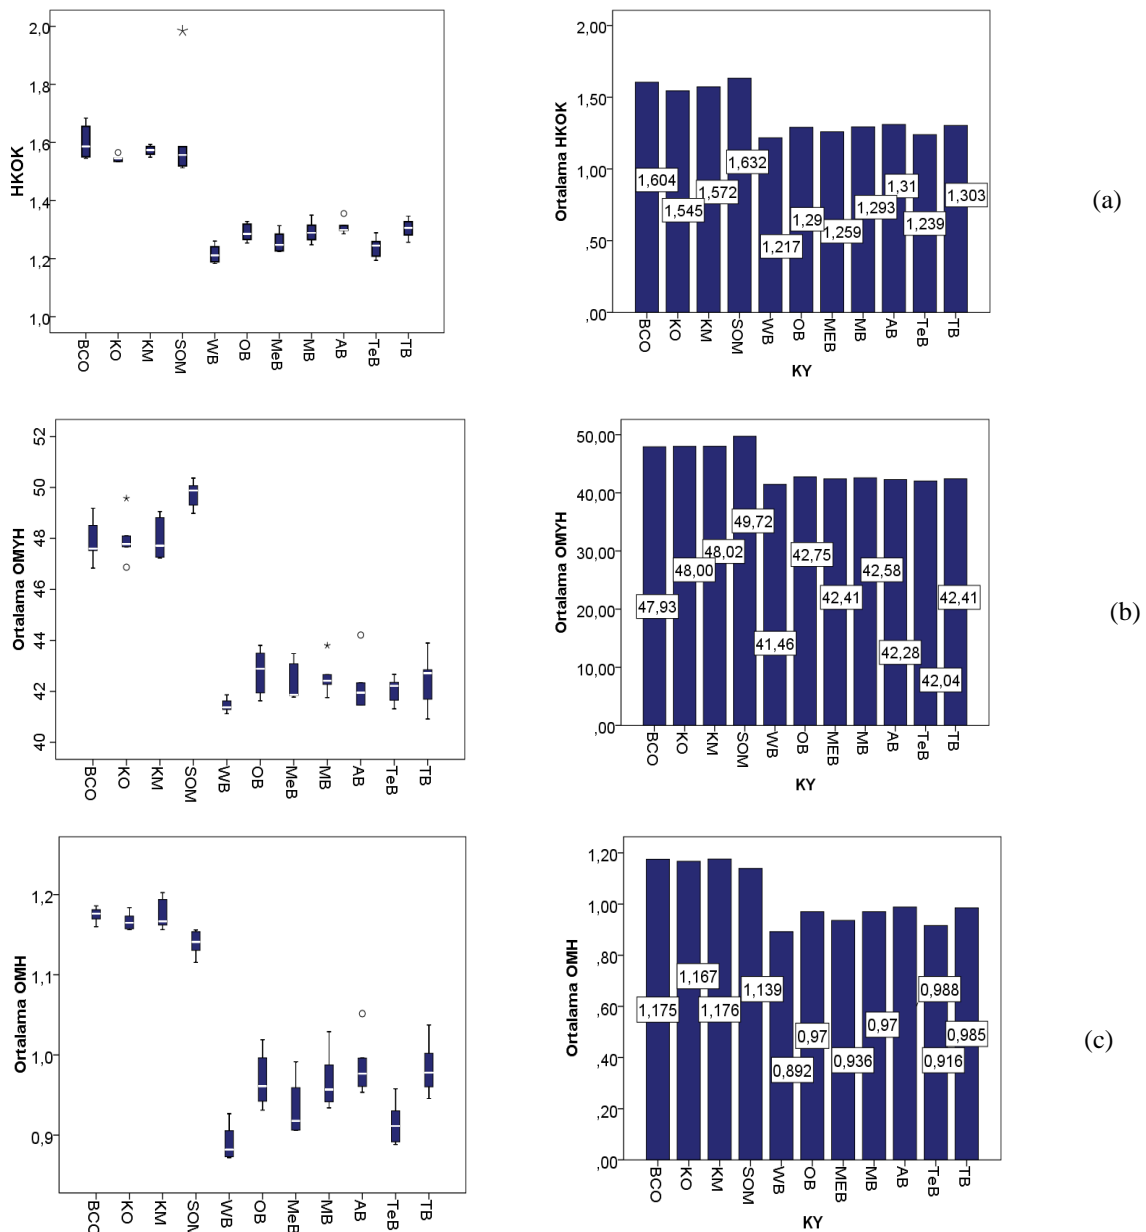 2,0
1,8
1,6
1,4
1,2
1,0
HKOK
BCO
KO
KM
SOM
WB
OB
MeB
MB
AB
TeB
TB
2,00
1,50
1,00
,50
,00
Ortalama HKOK
1,604
1,545
1,572
1,632
1,217
1,29
1,259
1,293
1,31
1,239
1,303
BCO
KO
KM
SOM
WB
OB
MEB
MB
AB
TeB
TB
KY
(a)
52
50
48
46
44
42
40
Ortalama OMYH
BCO
KO
KM
SOM
WB
OB
MeB
MB
AB
TeB
TB
50,00
40,00
30,00
20,00
10,00
,00
Ortalama OMYH
47,93
48,00
48,02
49,72
41,46
42,75
42,41
42,58
42,28
42,04
42,41
BCO
KO
KM
SOM
WB
OB
MEB
MB
AB
TeB
TB
KY
(b)
1,2
1,1
1,0
0,9
Ortalama OMH
BCO
KO
KM
SOM
WB
OB
MeB
MB
AB
TeB
TB
1,20
1,00
,80
,60
,40
,20
,00
Ortalama OMH
1,175
1,167
1,176
1,139
0,892
0,97
0,936
0,97
0,988
0,916
0,985
BCO
KO
KM
SOM
WB
OB
MEB
MB
AB
TeB
TB
KY
(c)